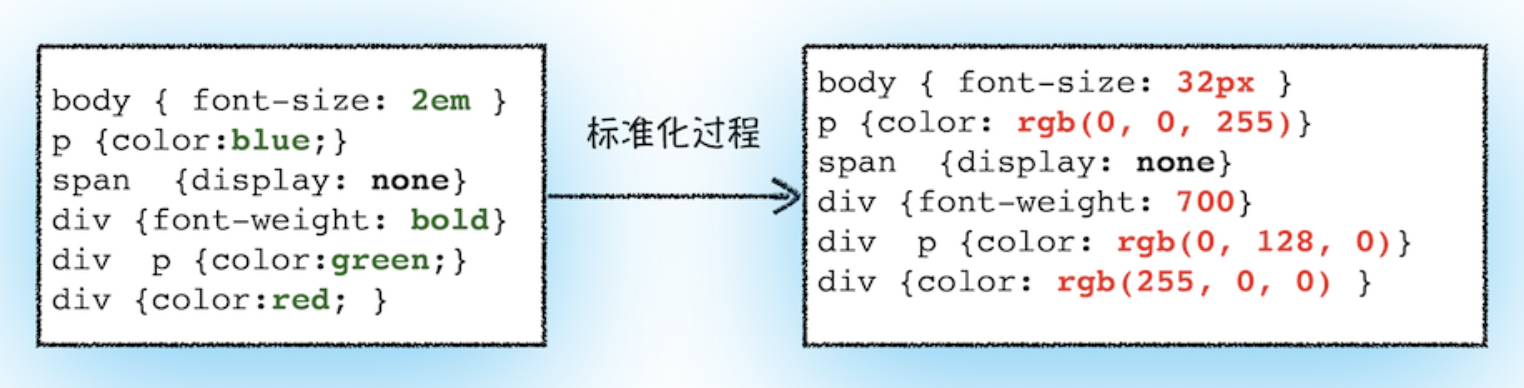 body { font-size: 2em }
p {color:blue;}
span  {display: none}
div {font-weight: bold}
div  p {color:green;}
div {color:red; }
标准化过程
body { font-size: 32px }
p {color: rgb(0, 0, 255)}
span  {display: none}
div {font-weight: 700}
div  p {color: rgb(0, 128, 0)}
div {color: rgb(255, 0, 0) }